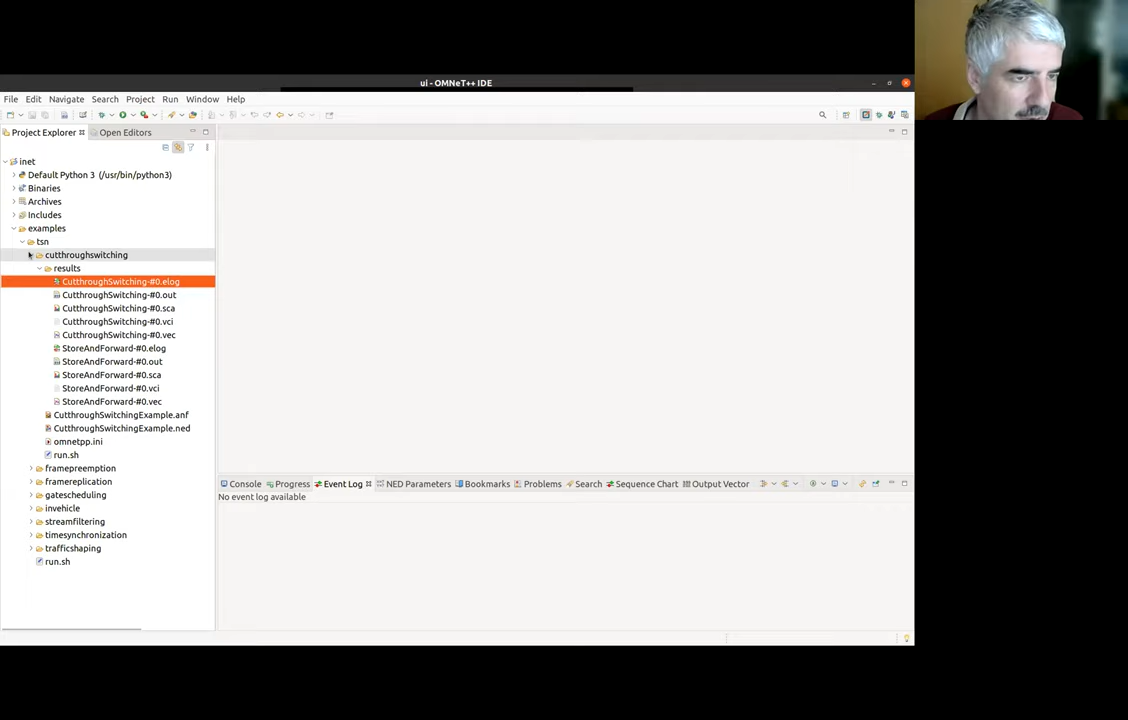 ui - OMNeT++ IDE
File Edit Navigate Search Project Run Window Help
Project Explorer Open Editors
inet
Default Python 3 (/usr/bin/python3)
Binaries
Archives
Includes
examples
tsn
cutthroughswitching
results
CutthroughSwitching-#0.elog
CutthroughSwitching-#0.out
CutthroughSwitching-#0.sca
CutthroughSwitching-#0.vci
CutthroughSwitching-#0.vec
StoreAndForward-#0.elog
StoreAndForward-#0.out
StoreAndForward-#0.sca
StoreAndForward-#0.vci
StoreAndForward-#0.vec
CutthroughSwitchingExample.anf
CutthroughSwitchingExample.ned
omnetpp.ini
run.sh
framepreemption
framereplication
gatescheduling
invehicle
streamfiltering
timesynchronization
trafficshaping
run.sh
Console Progress Event Log NED Parameters Bookmarks Problems Search Sequence Chart Output Vector
No event log available